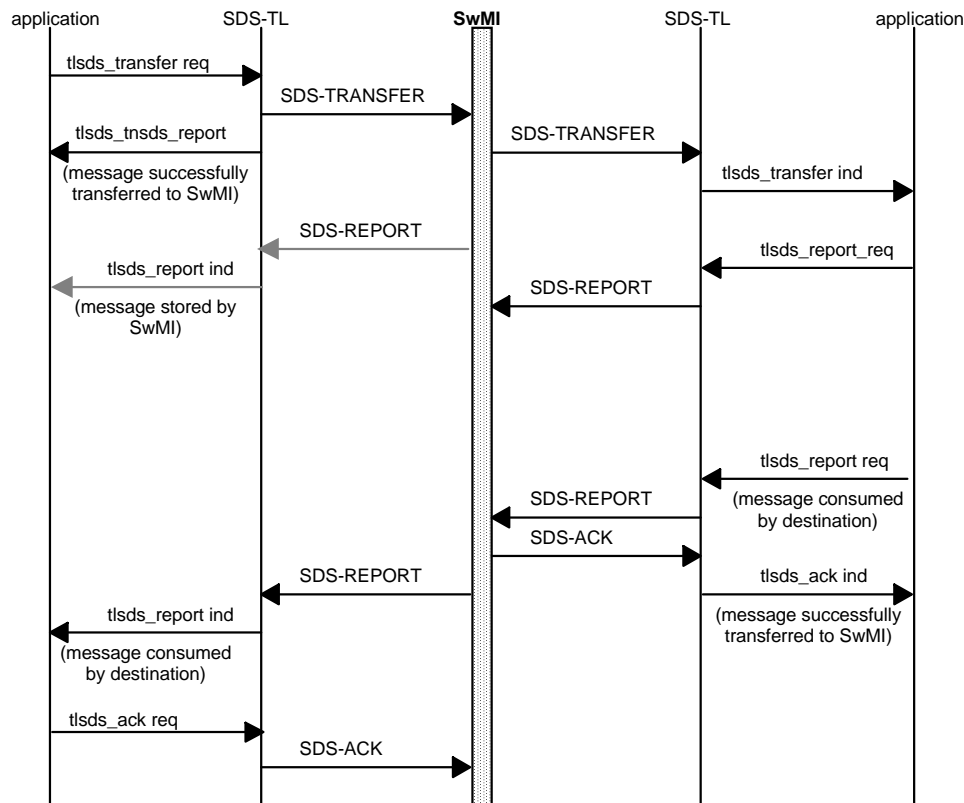 application
SDS-TL
SwMI
SDS-TL
application
tlsds_transfer req
SDS-TRANSFER
tlsds_tnsds_report
SDS-TRANSFER
(message successfully
transferred to SwMI)
tlsds_transfer ind
SDS-REPORT
tlsds_report_req
tlsds_report ind
SDS-REPORT
(message stored by
SwMI)
tlsds_report req
SDS-REPORT
(message consumed
by destination)
SDS-ACK
SDS-REPORT
tlsds_ack ind
tlsds_report ind
(message successfully
transferred to SwMI)
(message consumed
by destination)
tlsds_ack req
SDS-ACK